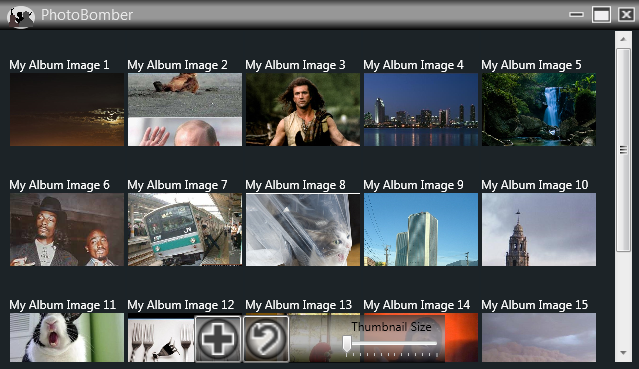 PhotoBomber
My Album Image 1
My Album Image 2
My Album Image 3
My Album Image 4
My Album Image 5
My Album Image 6
My Album Image 7
My Album Image 8
My Album Image 9
My Album Image 10
My Album Image 11
My Album Image 12
My Album Image 13
My Album Image 14
My Album Image 15
Thumbnail Size